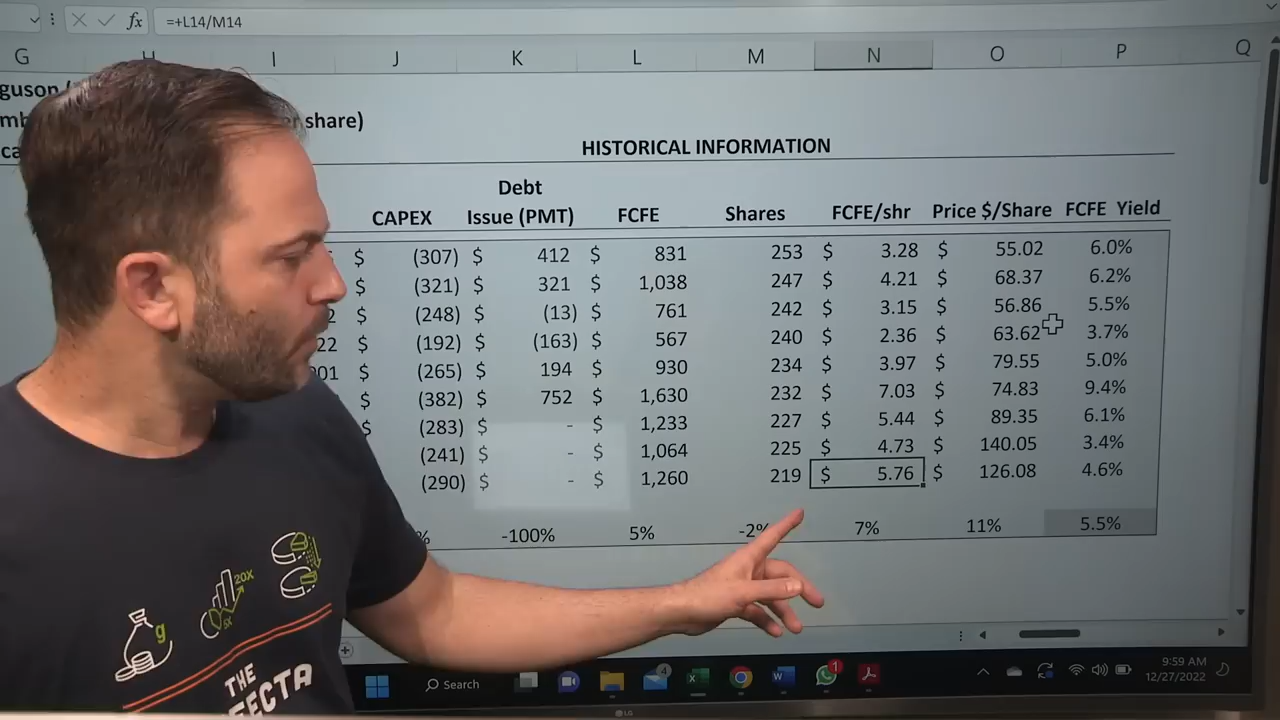 fx =+L14/M14
G H I J K L M N O P Q
share)
HISTORICAL INFORMATION
CAPEX Debt Issue (PMT) FCFE Shares FCFE/shr Price $/Share FCFE Yield
$ (307) $ 412 $ 831 253 $ 3.28 $ 55.02 6.0%
$ (321) $ 321 $ 1,038 247 $ 4.21 $ 68.37 6.2%
$ (248) $ (13) $ 761 242 $ 3.15 $ 56.86 5.5%
22 $ (192) $ (163) $ 567 240 $ 2.36 $ 63.62 3.7%
$ (265) $ 194 $ 930 234 $ 3.97 $ 79.55 5.0%
$ (382) $ 752 $ 1,630 232 $ 7.03 $ 74.83 9.4%
$ (283) $ - $ 1,233 227 $ 5.44 $ 89.35 6.1%
(241) $ - $ 1,064 225 $ 4.73 $ 140.05 3.4%
(290) $ - $ 1,260 219 $ 5.76 $ 126.08 4.6%
% -100% 5% -2% 7% 11% 5.5%
Search
4
1
9:59 AM
12/27/2022
LG
g
20X
5X
THE
FECTA